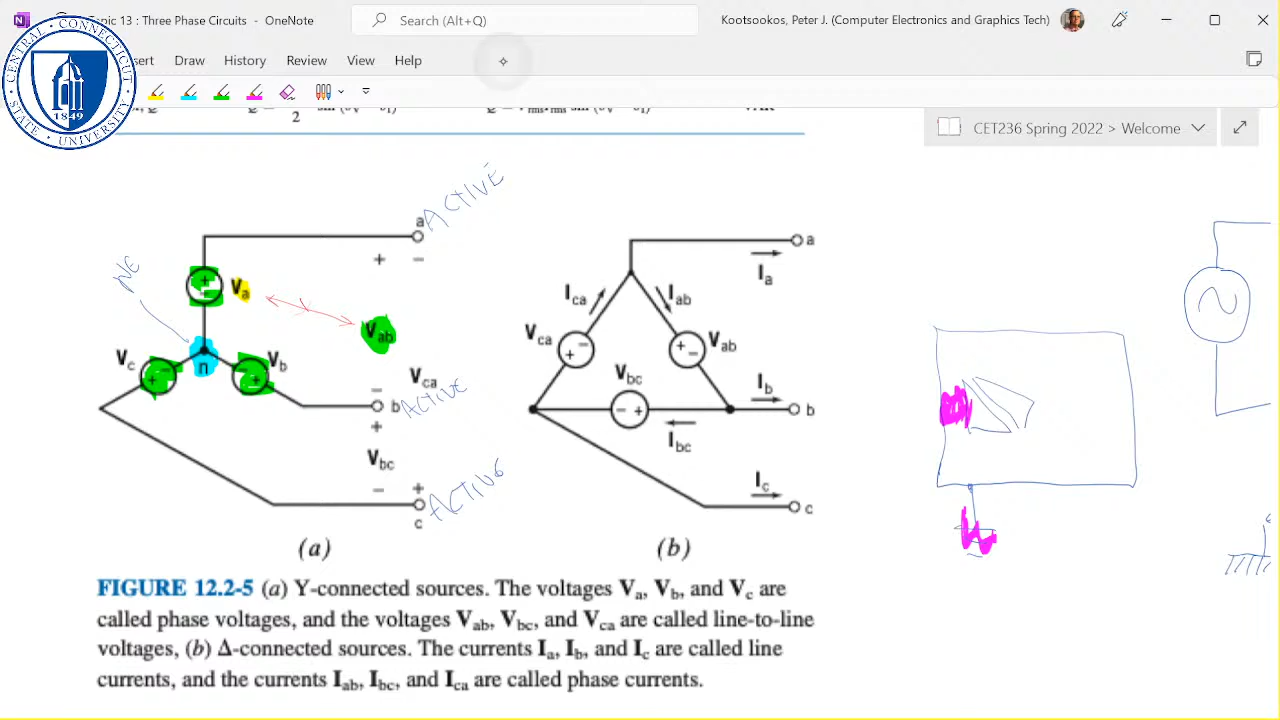 Topic 13 : Three Phase Circuits - OneNote
Search (Alt+Q)
Krotsoukos, Peter J. (Computer Electronics and Graphics Tech)
CENTRAL CONNECTICUT
STATE UNIVERSITY
1849
Draw History Review View Help
2
CET236 Spring 2022 > Welcome
a ACTIVE
+ -
Va
Vab
n
Vc
Vb
Vca
-
b ACTIVE
+
Vbc
- +
c ACTIVE
(a)
a
Ia
Ica
Iab
Vca
Vab
Vbc
Ib
b
Ibc
Ic
c
(b)
FIGURE 12.2-5 (a) Y-connected sources. The voltages Va, Vb, and Vc are
called phase voltages, and the voltages Vab, Vbc, and Vca are called line-to-line
voltages, (b) Δ-connected sources. The currents Ia, Ib, and Ic are called line
currents, and the currents Iab, Ibc, and Ica are called phase currents.